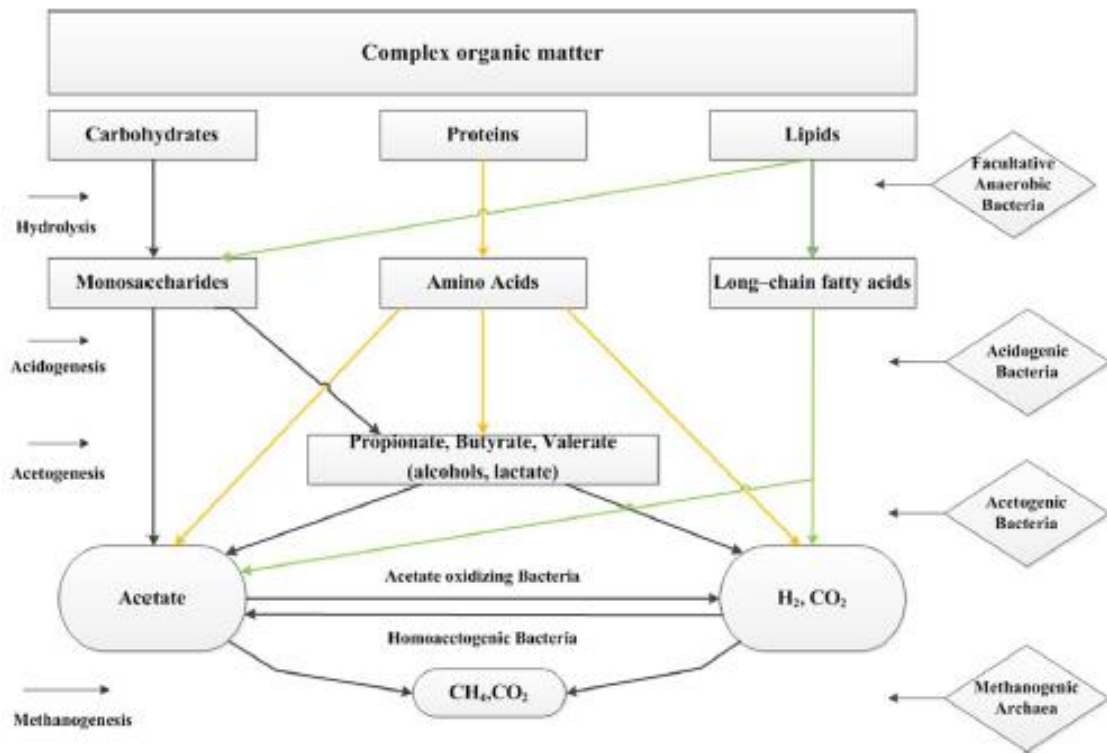 Complex organic matter
Carbohydrates
Proteins
Lipids
Facultative
Anaerobic
Bacteria
Hydrolysis
Monosaccharides
Amino Acids
Long–chain fatty acids
Acidogenesis
Acidogenic
Bacteria
Propionate, Butyrate, Valerate
(alcohols, lactate)
Acetogenesis
Acetogenic
Bacteria
Acetate oxidizing Bacteria
Acetate
H₂, CO₂
Homoacetogenic Bacteria
CH₄,CO₂
Methanogenesis
Methanogenic
Archaea